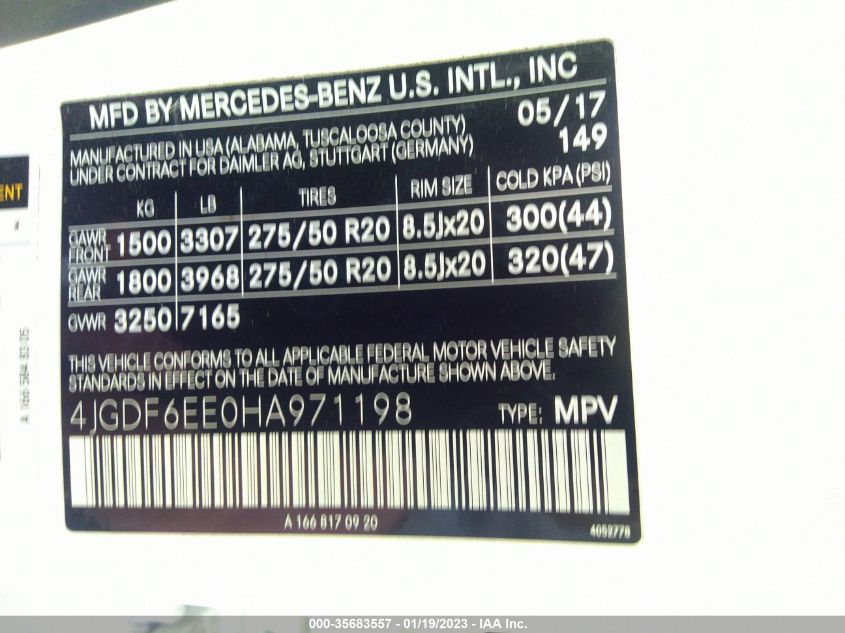 MFD BY MERCEDES-BENZ U.S. INTL., INC
05/17
MANUFACTURED IN USA (ALABAMA, TUSCALOOSA COUNTY)
UNDER CONTRACT FOR DAIMLER AG, STUTTGART (GERMANY)
149
KG LB TIRES RIM SIZE COLD KPA (PSI)
GAWR FRONT 1500 3307 275/50 R20 8.5Jx20 300(44)
GAWR REAR 1800 3968 275/50 R20 8.5Jx20 320(47)
GVWR 3250 7165
THIS VEHICLE CONFORMS TO ALL APPLICABLE FEDERAL MOTOR VEHICLE SAFETY
STANDARDS IN EFFECT ON THE DATE OF MANUFACTURE SHOWN ABOVE.
4JGDF6EE0HA971198 TYPE: MPV
A 166 817 09 20
4052778
ENT
000-35683557 - 01/19/2023 - IAA Inc.